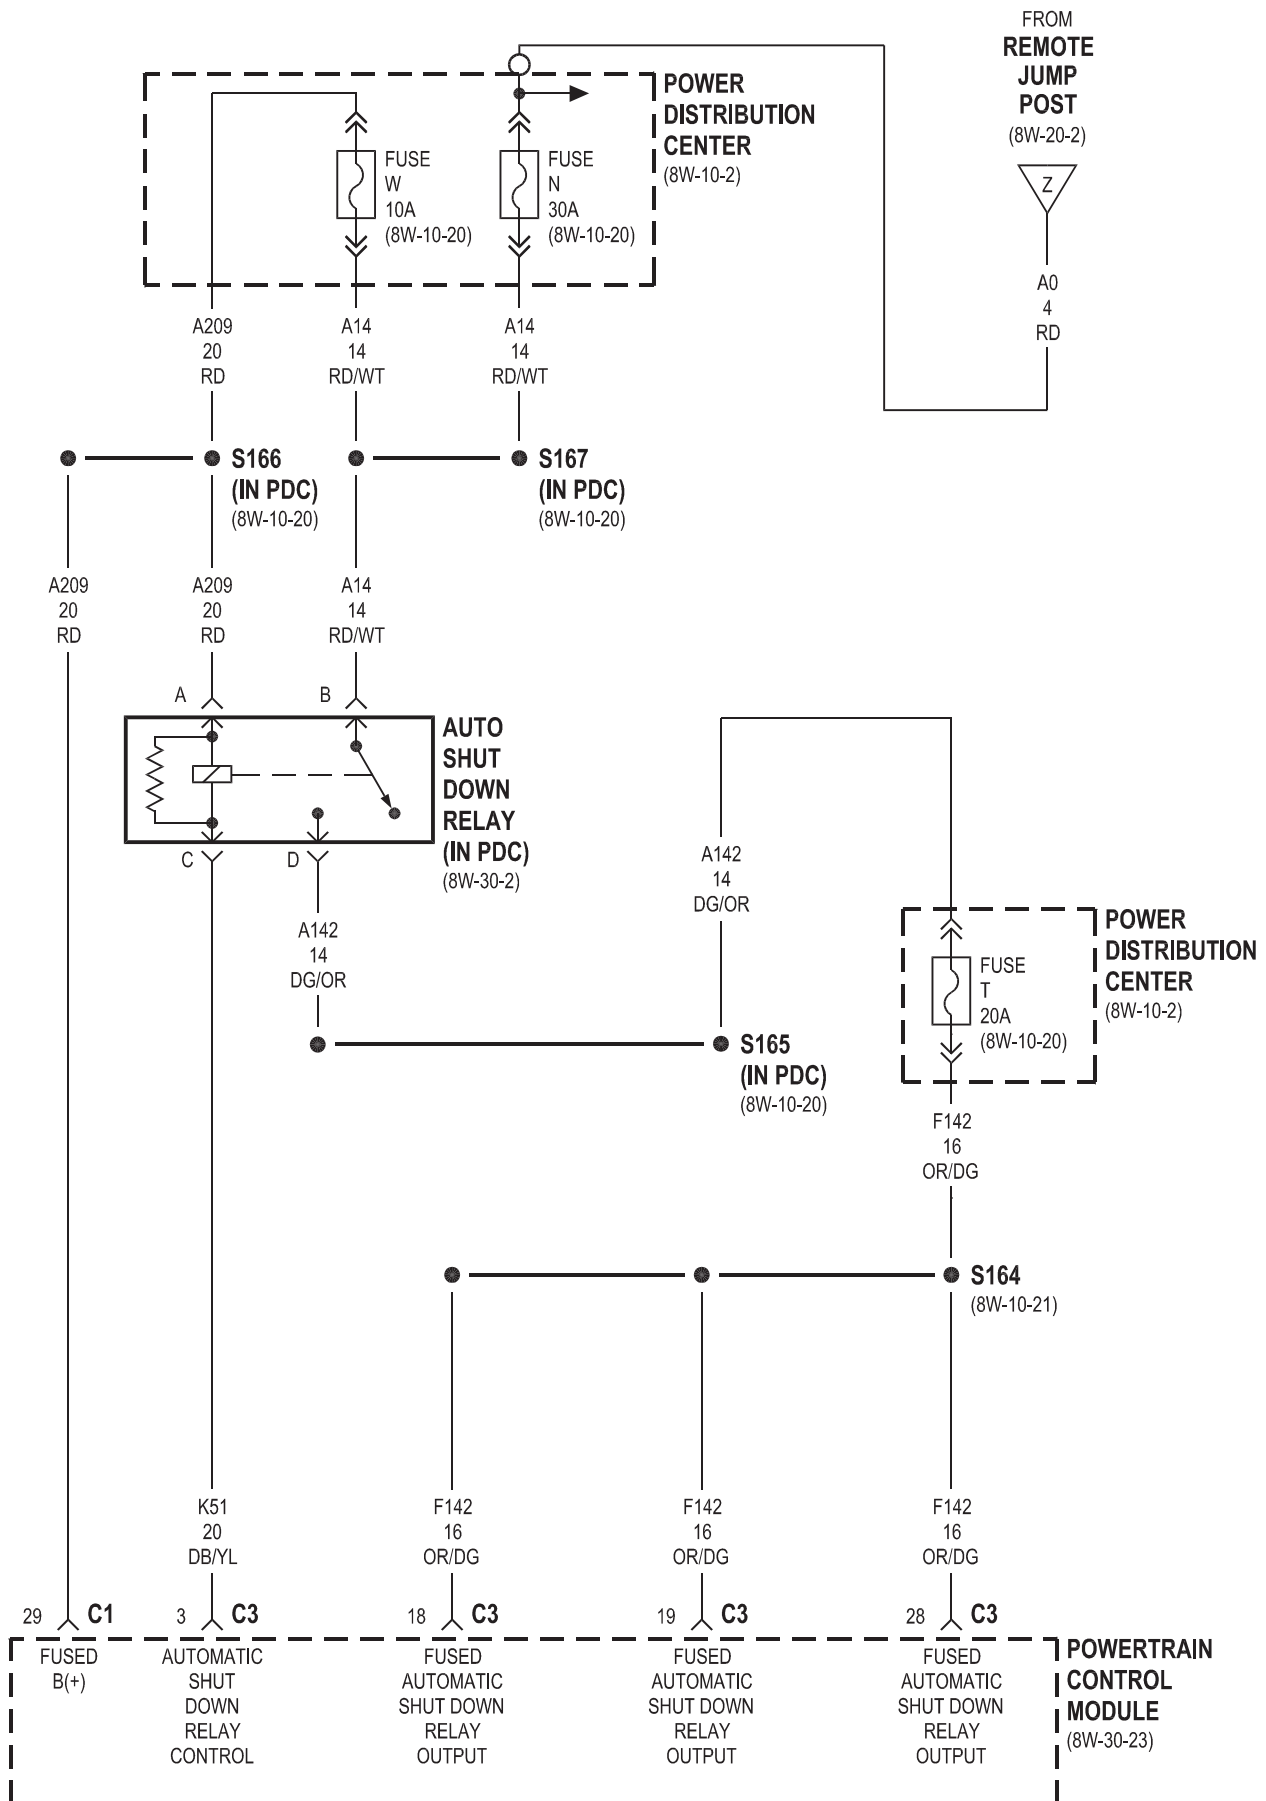 FROM
REMOTE
JUMP
POST
(8W-20-2)
Z
A0
4
RD
POWER
DISTRIBUTION
CENTER
(8W-10-2)
FUSE
W
10A
(8W-10-20)
FUSE
N
30A
(8W-10-20)
A209
20
RD
A14
14
RD/WT
A14
14
RD/WT
S166
(IN PDC)
(8W-10-20)
S167
(IN PDC)
(8W-10-20)
A209
20
RD
A209
20
RD
A14
14
RD/WT
A
B
AUTO
SHUT
DOWN
RELAY
(IN PDC)
(8W-30-2)
C
D
A142
14
DG/OR
A142
14
DG/OR
POWER
DISTRIBUTION
CENTER
(8W-10-2)
FUSE
T
20A
(8W-10-20)
S165
(IN PDC)
(8W-10-20)
F142
16
OR/DG
S164
(8W-10-21)
K51
20
DB/YL
F142
16
OR/DG
F142
16
OR/DG
F142
16
OR/DG
29 C1
3 C3
18 C3
19 C3
28 C3
FUSED
B(+)
AUTOMATIC
SHUT
DOWN
RELAY
CONTROL
FUSED
AUTOMATIC
SHUT DOWN
RELAY
OUTPUT
FUSED
AUTOMATIC
SHUT DOWN
RELAY
OUTPUT
FUSED
AUTOMATIC
SHUT DOWN
RELAY
OUTPUT
POWERTRAIN
CONTROL
MODULE
(8W-30-23)